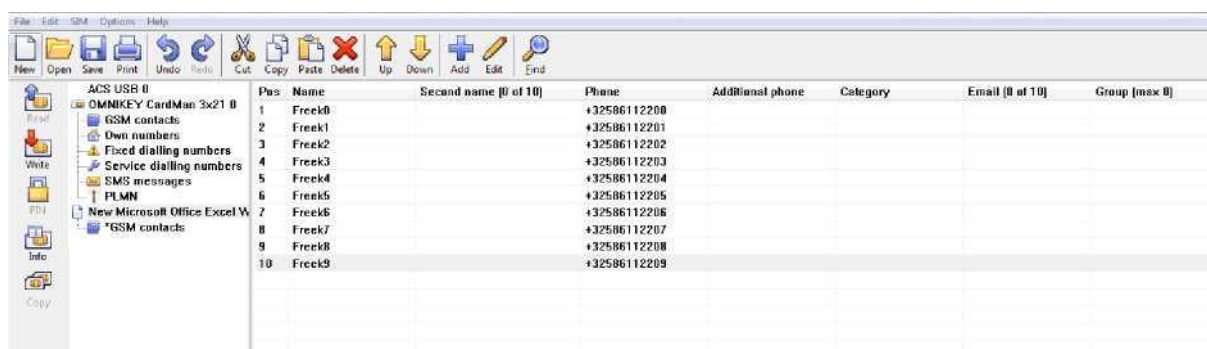 File Edit SIM Options Help
New Open Save Print Undo Redo Cut Copy Paste Delete Up Down Add Edit Find
Read
Write
PIN
Info
Copy
ACS USB 0
OMNIKEY CardMan 3x21 0
GSM contacts
Own numbers
Fixed dialling numbers
Service dialling numbers
SMS messages
PLMN
New Microsoft Office Excel W
*GSM contacts
Pos Name Second name [0 of 10] Phone Additional phone Category Email [0 of 10] Group (max 0)
1 Freek0 +32586112200
2 Freek1 +32586112201
3 Freek2 +32586112202
4 Freek3 +32586112203
5 Freek4 +32586112204
6 Freek5 +32586112205
7 Freek6 +32586112206
8 Freek7 +32586112207
9 Freek8 +32586112208
10 Freek9 +32586112209